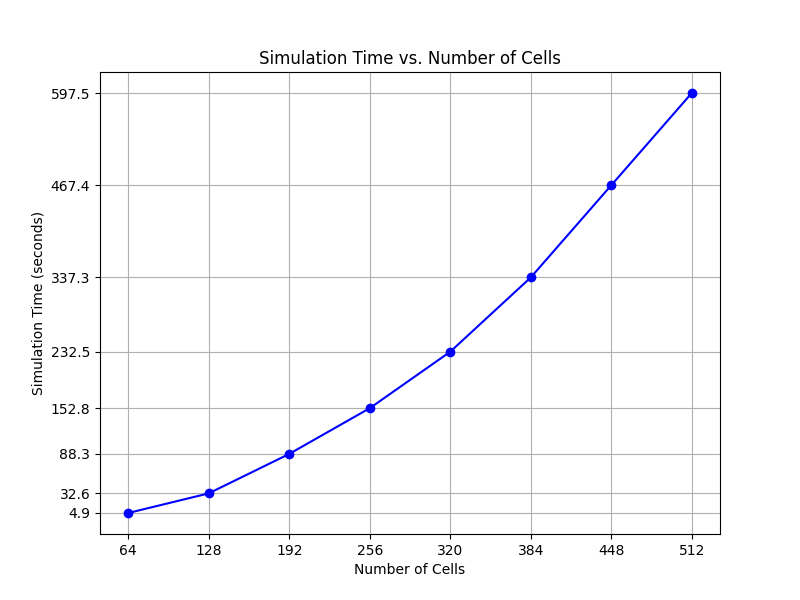 Simulation Time vs. Number of Cells
Simulation Time (seconds)
597.5
467.4
337.3
232.5
152.8
88.3
32.6
4.9
64 128 192 256 320 384 448 512
Number of Cells